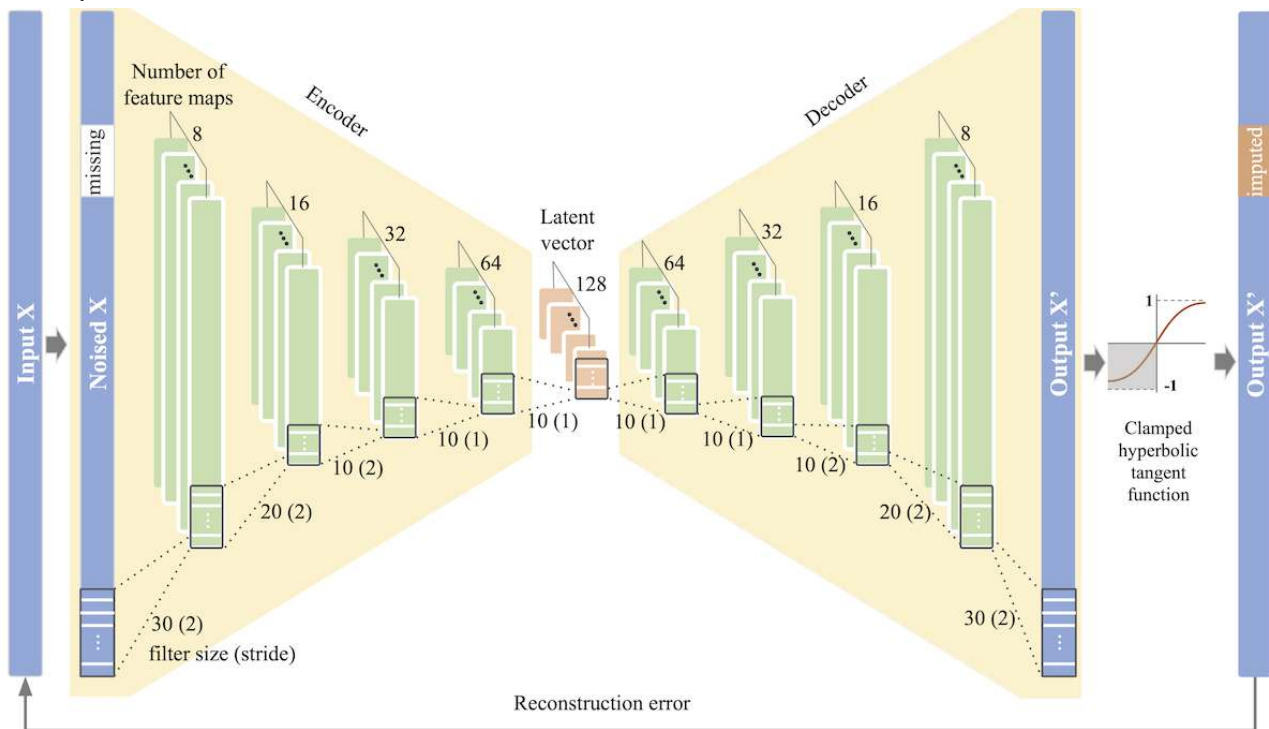 Input X
Noised X
missing
Number of
feature maps
Encoder
8
16
32
64
Latent
vector
128
Decoder
64
32
16
8
30 (2)
20 (2)
10 (2)
10 (1)
10 (1)
10 (1)
10 (1)
10 (2)
20 (2)
30 (2)
filter size (stride)
Output X'
1
-1
Clamped
hyperbolic
tangent
function
imputed
Output X'
Reconstruction error